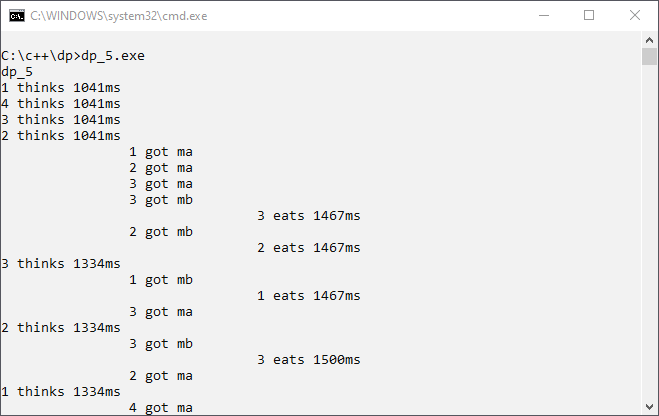 C:\WINDOWS\system32\cmd.exe
C:\c++\dp>dp_5.exe
dp_5
1 thinks 1041ms
4 thinks 1041ms
3 thinks 1041ms
2 thinks 1041ms
1 got ma
2 got ma
3 got ma
3 got mb
3 eats 1467ms
2 got mb
2 eats 1467ms
3 thinks 1334ms
1 got mb
1 eats 1467ms
3 got ma
2 thinks 1334ms
3 got mb
3 eats 1500ms
2 got ma
1 thinks 1334ms
4 got ma